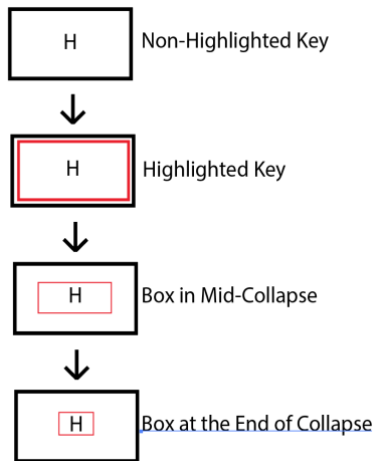 H Non-Highlighted Key
H Highlighted Key
H Box in Mid-Collapse
H Box at the End of Collapse